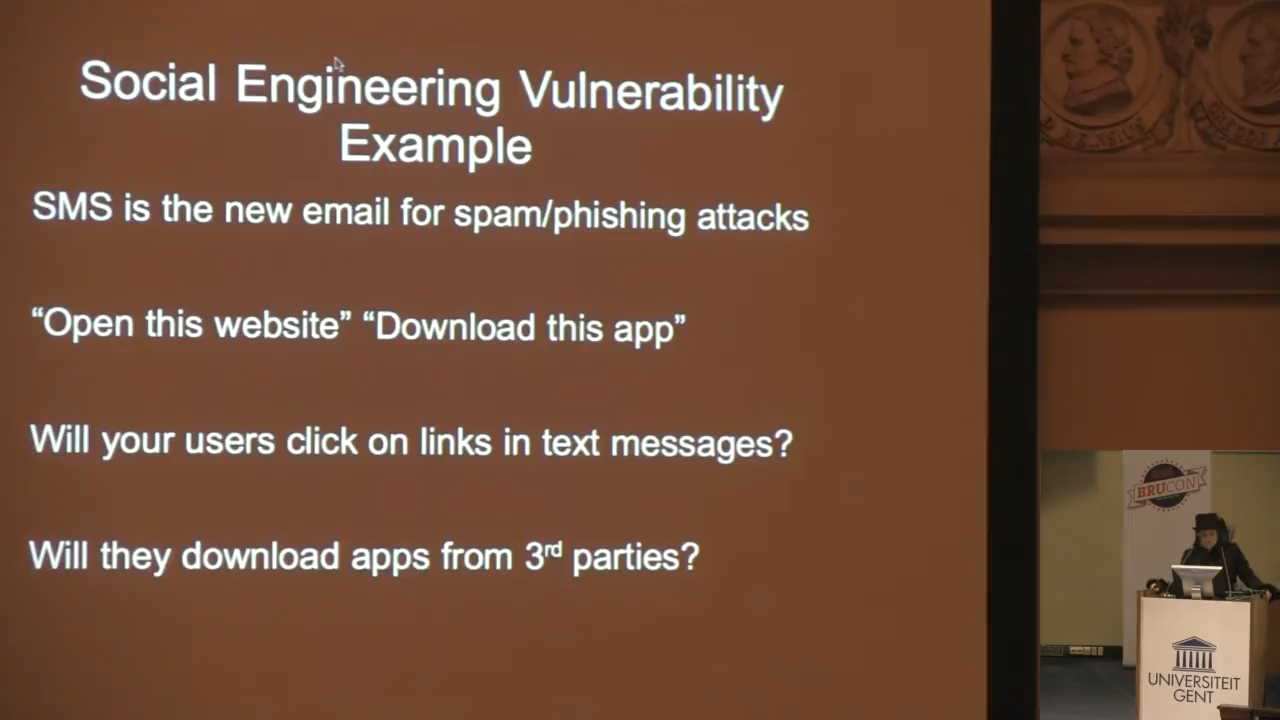 Social Engineering Vulnerability
Example
SMS is the new email for spam/phishing attacks
“Open this website” “Download this app”
Will your users click on links in text messages?
Will they download apps from 3rd parties?
BRUCON
UNIVERSITEIT
GENT